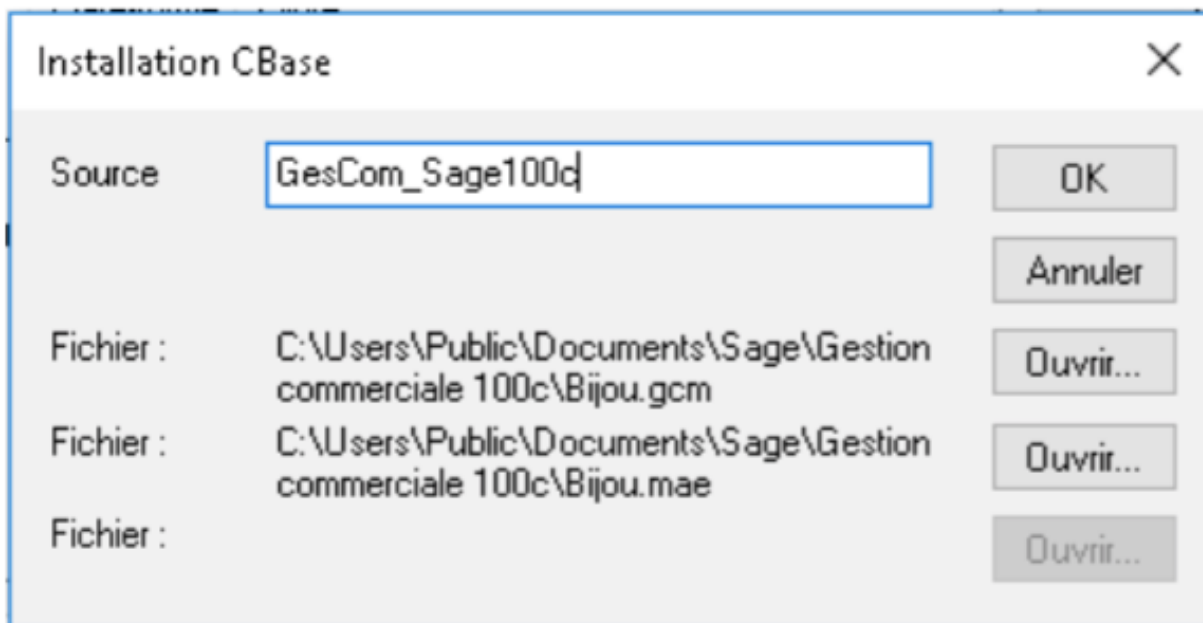 Installation CBase
Source GesCom_Sage100c OK
Annuler
Fichier : C:\Users\Public\Documents\Sage\Gestion Ouvrir...
commerciale 100c\Bijou.gcm
Fichier : C:\Users\Public\Documents\Sage\Gestion Ouvrir...
commerciale 100c\Bijou.mae
Fichier : Ouvrir...